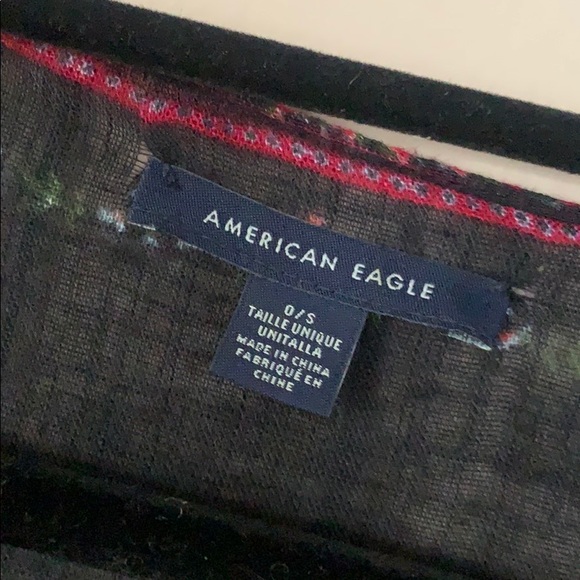 AMERICAN EAGLE
O/S
TAILLE UNIQUE
UNITALLA
MADE IN CHINA
FABRIQUÉ EN
CHINE